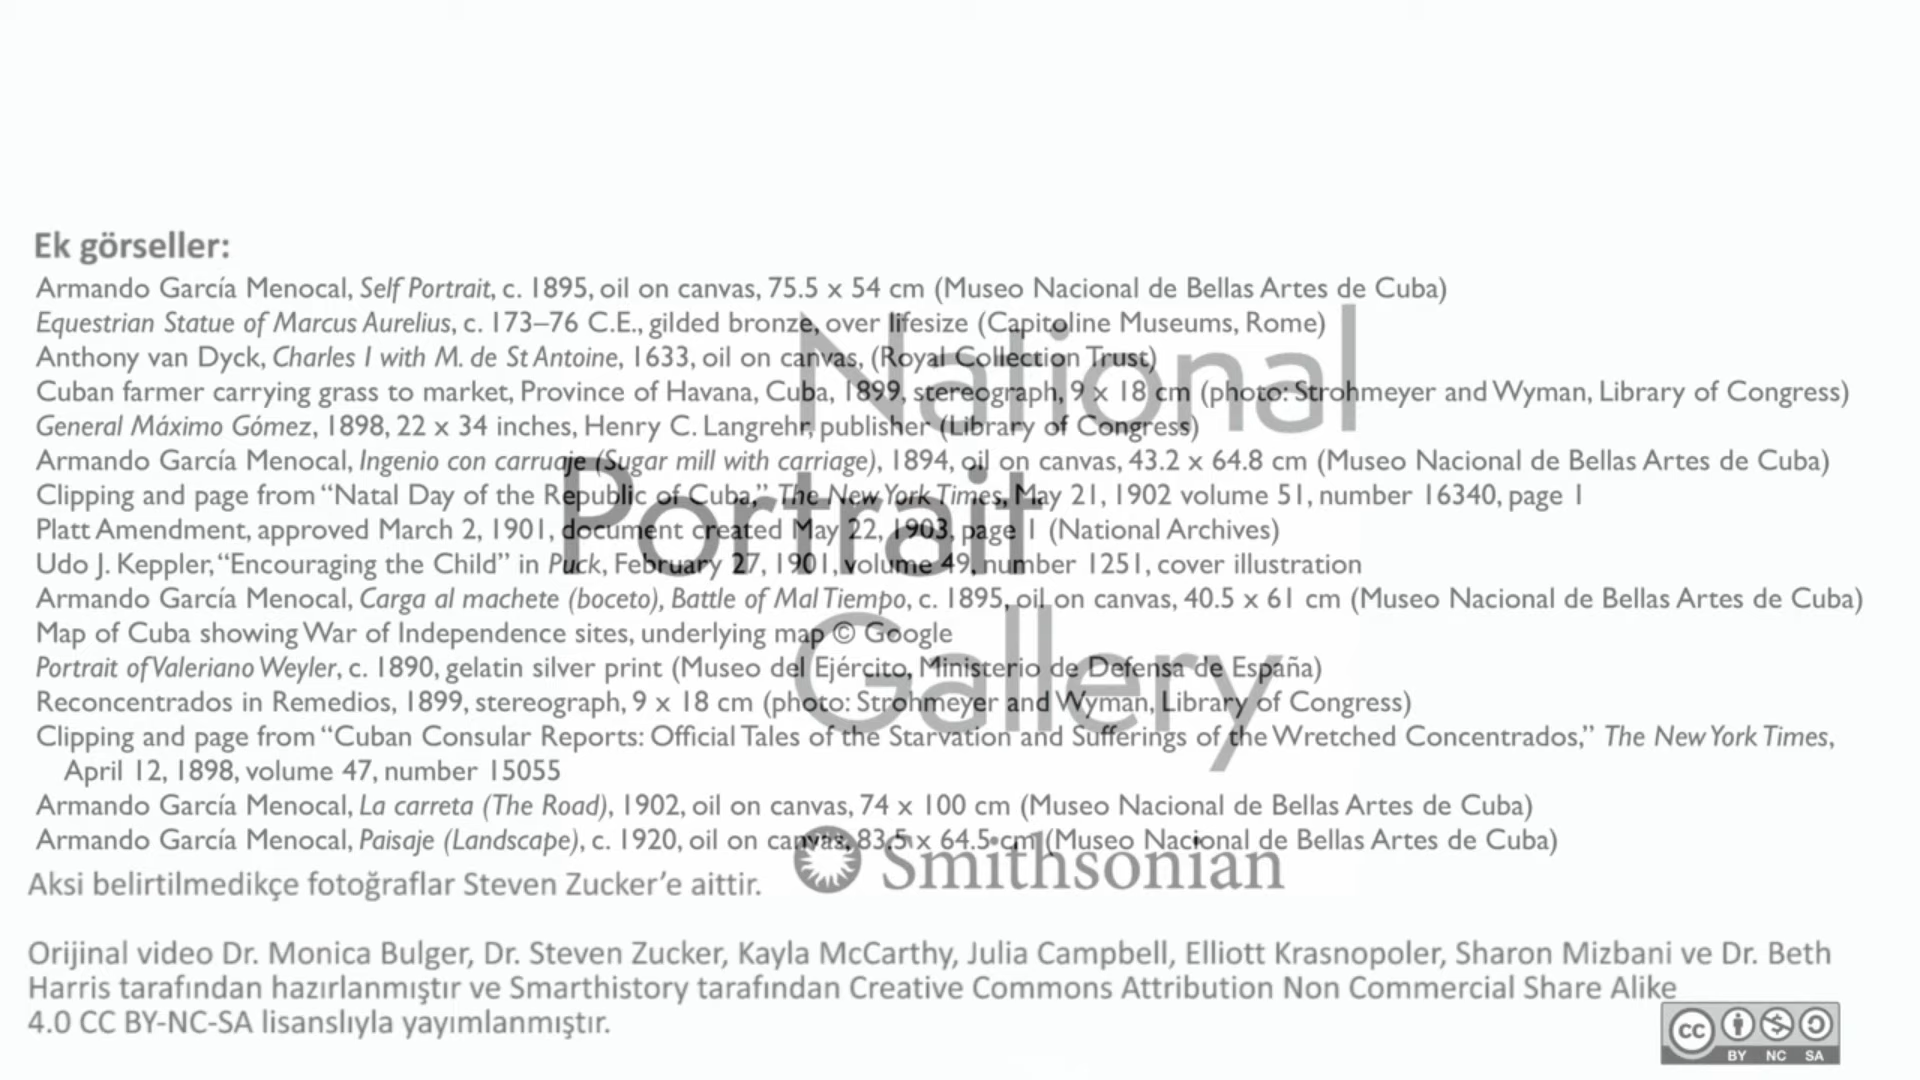 Ek görseller:
Armando García Menocal, Self Portrait, c. 1895, oil on canvas, 75.5 x 54 cm (Museo Nacional de Bellas Artes de Cuba)
Equestrian Statue of Marcus Aurelius, c. 173–76 C.E., gilded bronze, over lifesize (Capitoline Museums, Rome)
Anthony van Dyck, Charles I with M. de St Antoine, 1633, oil on canvas, (Royal Collection Trust)
Cuban farmer carrying grass to market, Province of Havana, Cuba, 1899, stereograph, 9 x 18 cm (photo: Strohmeyer and Wyman, Library of Congress)
General Máximo Gómez, 1898, 22 x 34 inches, Henry C. Langrehr, publisher (Library of Congress)
Armando García Menocal, Ingenio con carruaje (Sugar mill with carriage), 1894, oil on canvas, 43.2 x 64.8 cm (Museo Nacional de Bellas Artes de Cuba)
Clipping and page from “Natal Day of the Republic of Cuba,” The New York Times, May 21, 1902 volume 51, number 16340, page 1
Platt Amendment, approved March 2, 1901, document created May 22, 1903, page 1 (National Archives)
Udo J. Keppler, “Encouraging the Child” in Puck, February 27, 1901, volume 49, number 1251, cover illustration
Armando García Menocal, Carga al machete (boceto), Battle of Mal Tiempo, c. 1895, oil on canvas, 40.5 x 61 cm (Museo Nacional de Bellas Artes de Cuba)
Map of Cuba showing War of Independence sites, underlying map © Google
Portrait of Valeriano Weyler, c. 1890, gelatin silver print (Museo del Ejército, Ministerio de Defensa de España)
Reconcentrados in Remedios, 1899, stereograph, 9 x 18 cm (photo: Strohmeyer and Wyman, Library of Congress)
Clipping and page from “Cuban Consular Reports: Official Tales of the Starvation and Sufferings of the Wretched Concentrados,” The New York Times,
April 12, 1898, volume 47, number 15055
Armando García Menocal, La carreta (The Road), 1902, oil on canvas, 74 x 100 cm (Museo Nacional de Bellas Artes de Cuba)
Armando García Menocal, Paisaje (Landscape), c. 1920, oil on canvas, 83.5 x 64.5 cm (Museo Nacional de Bellas Artes de Cuba)
Aksi belirtilmedikçe fotoğraflar Steven Zucker’e aittir.
National
Portrait
Gallery
Smithsonian
Orijinal video Dr. Monica Bulger, Dr. Steven Zucker, Kayla McCarthy, Julia Campbell, Elliott Krasnopoler, Sharon Mizbani ve Dr. Beth
Harris tarafından hazırlanmıştır ve Smarthistory tarafından Creative Commons Attribution Non Commercial Share Alike
4.0 CC BY-NC-SA lisanslıyla yayımlanmıştır.
cc
BY NC SA